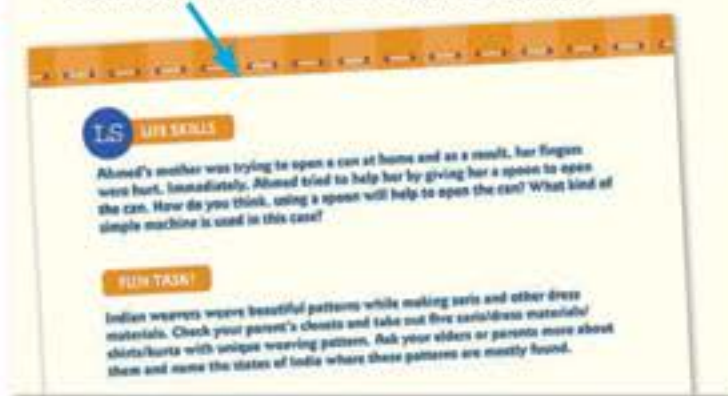 LS LIFE SKILLS
Ahmed's mother was trying to open a can at home and as a result, her fingers
were hurt. Immediately, Ahmed tried to help her by giving her a spoon to open
the can. How do you think, using a spoon will help to open the can? What kind of
simple machine is used in this case?
FUN TASK!
Indian weavers weave beautiful patterns while making saris and other dress
materials. Check your parent's closets and take out five saris/dress materials/
shirts/kurta with unique weaving pattern. Ask your elders or parents more about
them and name the states of India where these patterns are mostly found.